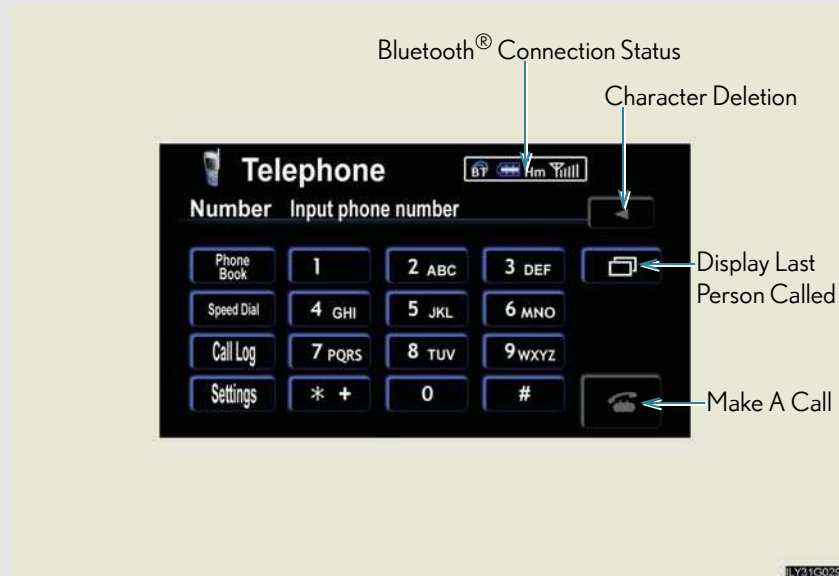 Bluetooth® Connection Status
Character Deletion
Telephone
BT Hm
Number Input phone number
Phone Book
1
2 ABC
3 DEF
Display Last
Person Called
Speed Dial
4 GHI
5 JKL
6 MNO
Call Log
7 PQRS
8 TUV
9 WXYZ
Settings
* +
0
#
Make A Call